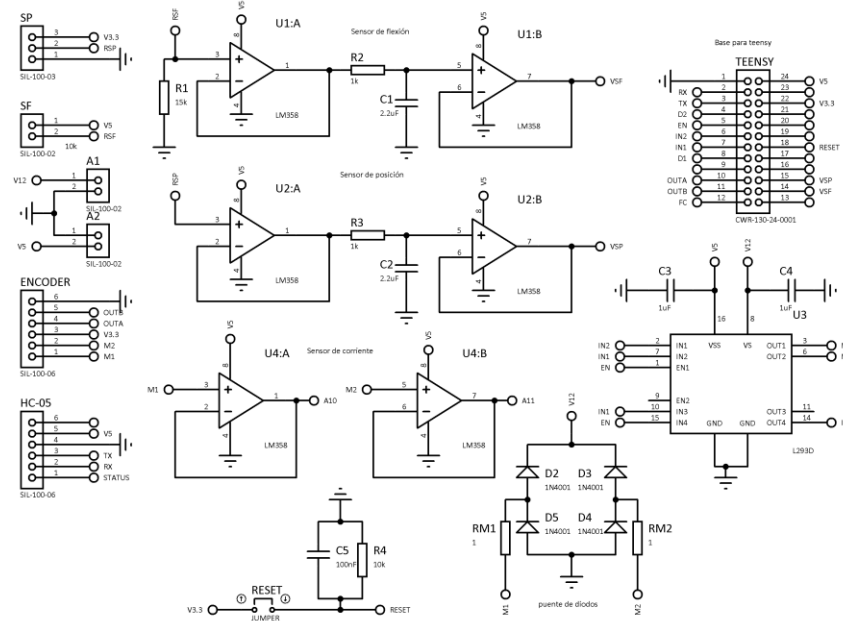 SP
3 V3.3
2 RSP
1
SIL-100-03
SF
1 V5
2 RSF
SIL-100-02 10k
A1
V12 1
2
SIL-100-02
A2
1
V5 2
SIL-100-02
ENCODER
6
5 OUTB
4 OUTA
3 V3.3
2 M2
1 M1
SIL-100-06
HC-05
6
5 V5
4
3 TX
2 RX
1 STATUS
SIL-100-06
RSF
V5
U1:A
8
3
2
1
4
R1
15k
LM358
Sensor de flexión
R2
1k
C1
2.2uF
V5
U1:B
8
5
6
7
4
VSF
LM358
RSP
V5
U2:A
8
3
2
1
4
LM358
Sensor de posición
R3
1k
C2
2.2uF
V5
U2:B
8
5
6
7
4
VSP
LM358
V5
U4:A
8
M1 3
2
1 A10
4
LM358
Sensor de corriente
V5
U4:B
8
M2 5
6
7 A11
4
LM358
C5
100nF
R4
10k
RESET
V3.3
JUMPER
RESET
V12
D2
1N4001
D3
1N4001
D5
1N4001
D4
1N4001
RM1
1
RM2
1
M1
M2
puente de diodos
Base para teensy
TEENSY
1 24 V5
RX 2 23
TX 3 22 V3.3
D2 4 21
EN 5 20
IN2 6 19
IN1 7 18 RESET
D1 8 17
9 16
OUTA 10 15 VSP
OUTB 11 14 VSF
FC 12 13
CWR-130-24-0001
V5
V12
C3
1uF
C4
1uF
16
8
U3
IN2 2 IN1 VSS VS OUT1 3
IN1 7 IN2 OUT2 6
EN 1 EN1
9 EN2
IN1 10 IN3 OUT3 11
EN 15 IN4 GND GND OUT4 14
L293D